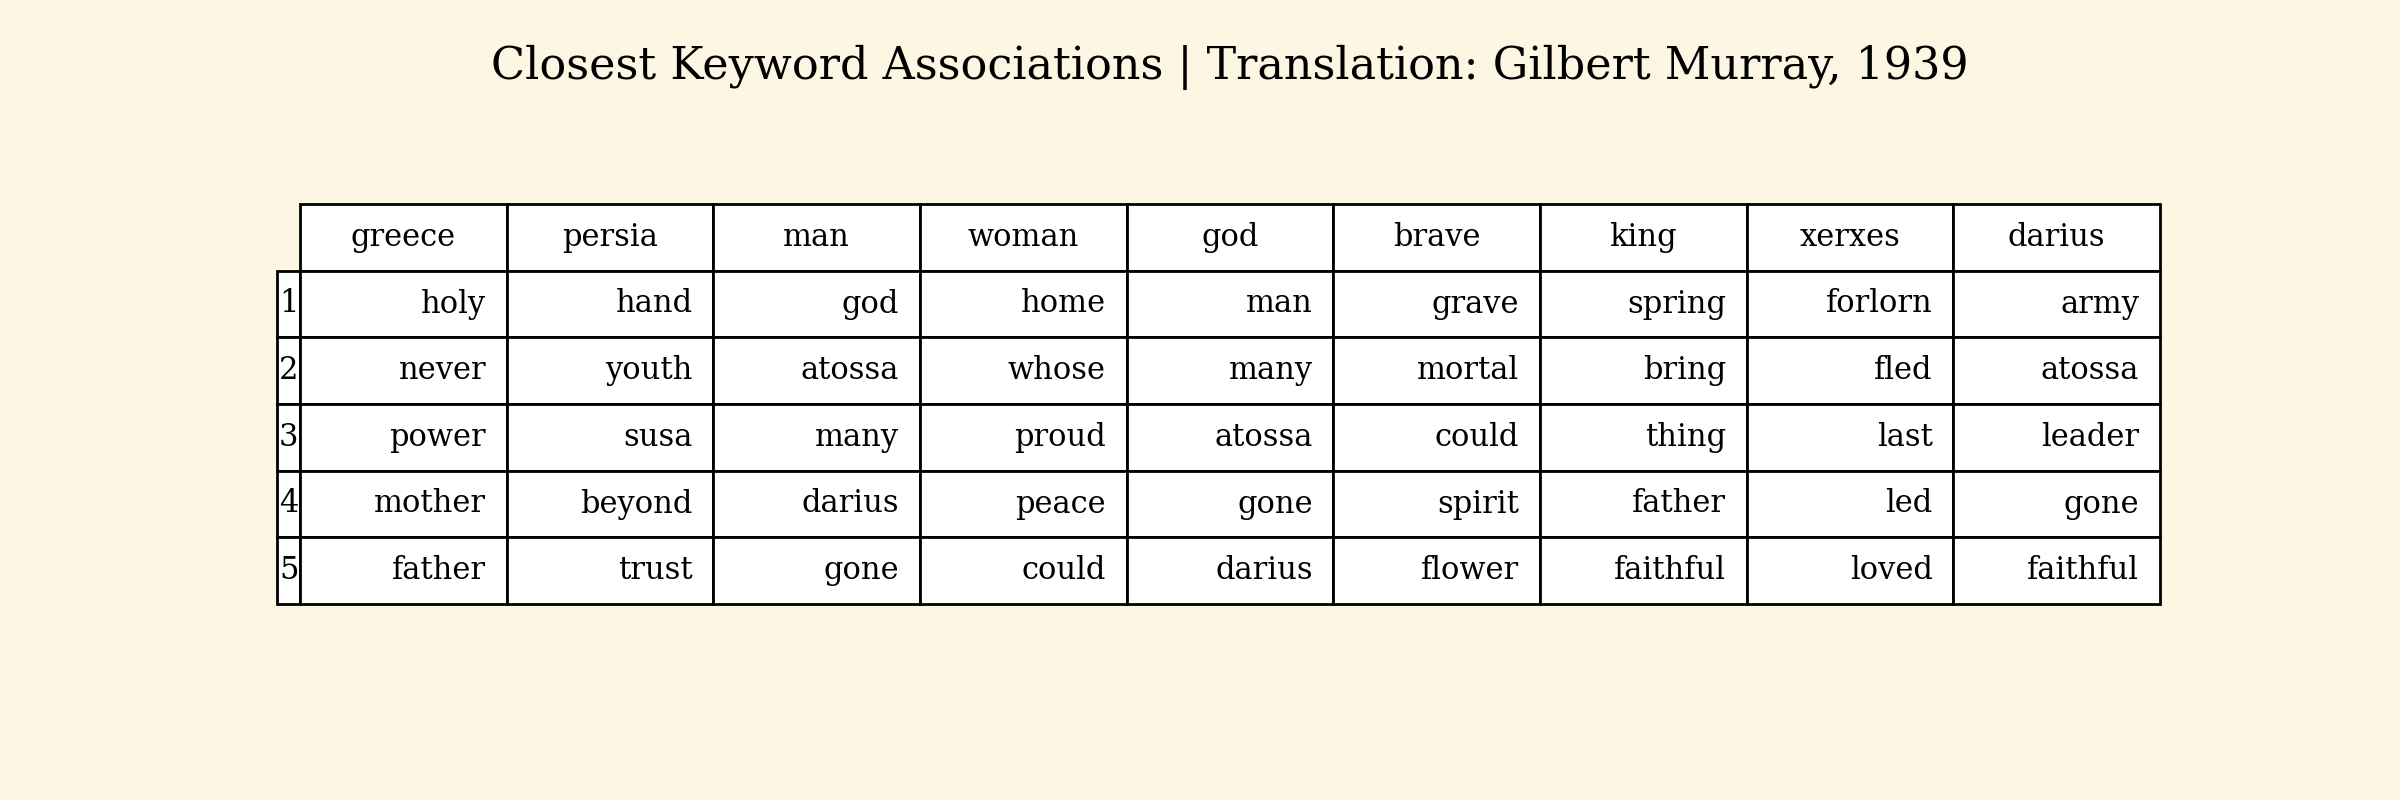 Closest Keyword Associations | Translation: Gilbert Murray, 1939
greece persia man woman god brave king xerxes darius
1 holy hand god home man grave spring forlorn army
2 never youth atossa whose many mortal bring fled atossa
3 power susa many proud atossa could thing last leader
4 mother beyond darius peace gone spirit father led gone
5 father trust gone could darius flower faithful loved faithful